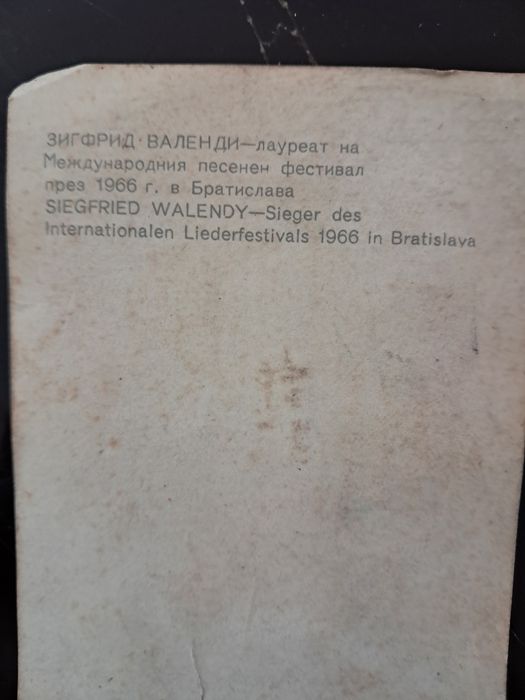 ЗИГФРИД ВАЛЕНДИ—лауреат на
Международния песенен фестивал
през 1966 г. в Братислава
SIEGFRIED WALENDY—Sieger des
Internationalen Liederfestivals 1966 in Bratislava